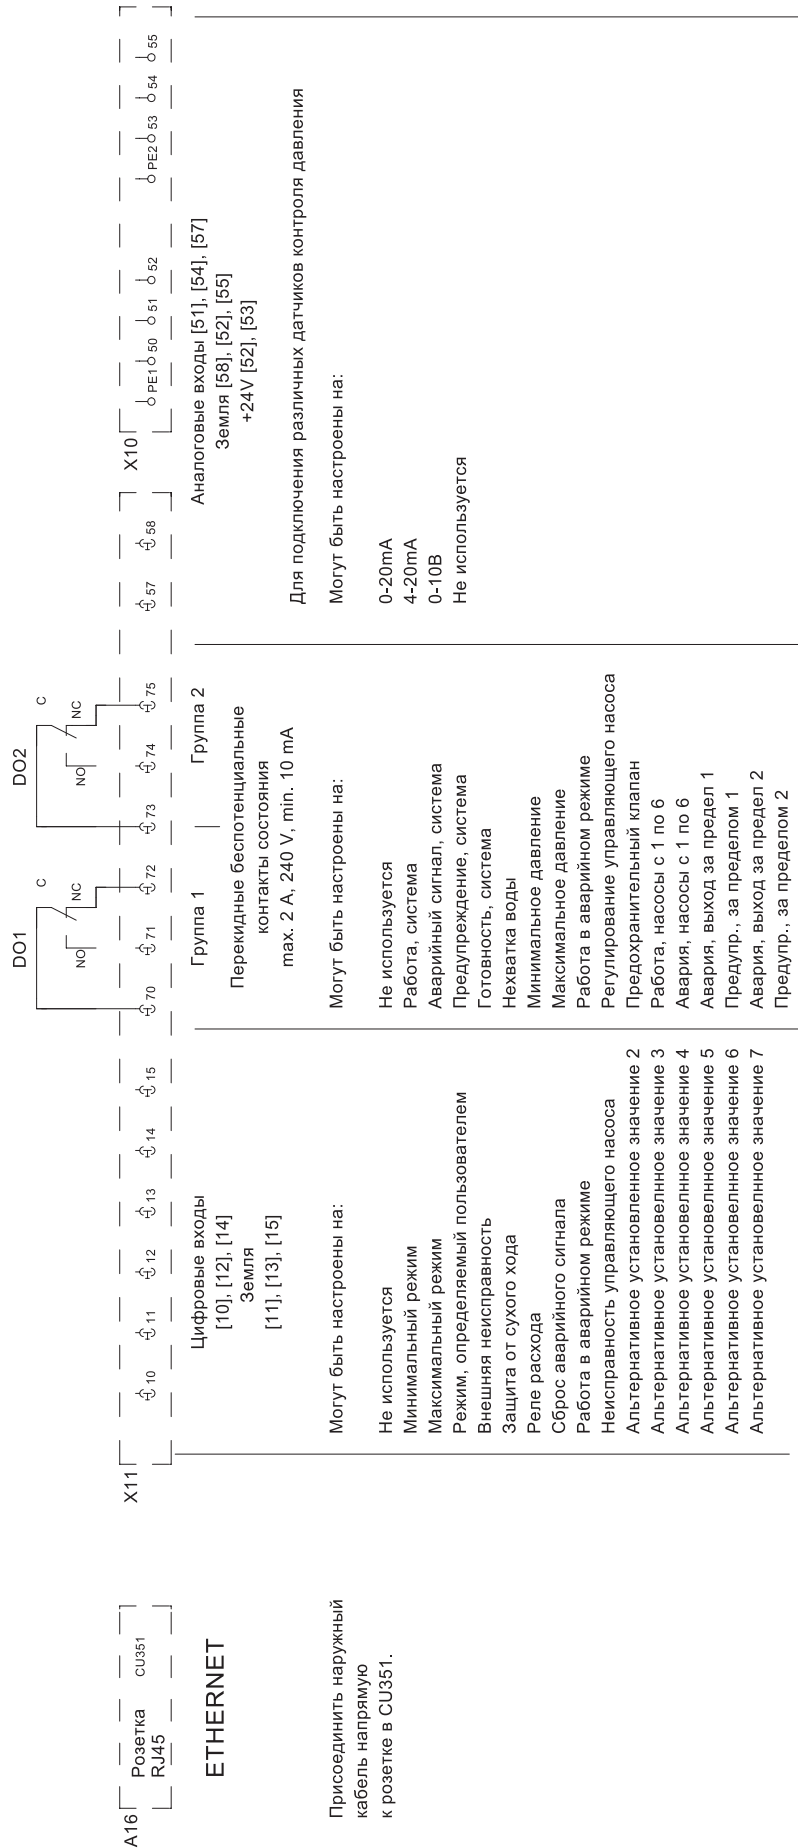 A16
Розетка
RJ45
CU351
ETHERNET
Присоединить наружный
кабель напрямую
к розетке в CU351.
X11
10
11
12
13
14
15
Цифровые входы
[10], [12], [14]
Земля
[11], [13], [15]
Могут быть настроены на:
Не используется
Минимальный режим
Максимальный режим
Режим, определяемый пользователем
Внешняя неисправность
Защита от сухого хода
Реле расхода
Сброс аварийного сигнала
Работа в аварийном режиме
Неисправность управляющего насоса
Альтернативное установленное значение 2
Альтернативное установелнное значение 3
Альтернативное установелнное значение 4
Альтернативное установелнное значение 5
Альтернативное установелнное значение 6
Альтернативное установелнное значение 7
DO1
C
NO
NC
70
71
72
DO2
C
NO
NC
73
74
75
Группа 1
Группа 2
Перекидные беспотенциальные
контакты состояния
max. 2 A, 240 V, min. 10 mA
Могут быть настроены на:
Не используется
Работа, система
Аварийный сигнал, система
Предупреждение, система
Готовность, система
Нехватка воды
Минимальное давление
Максимальное давление
Работа в аварийном режиме
Регулирование управляющего насоса
Предохранительный клапан
Работа, насосы с 1 по 6
Авария, насосы с 1 по 6
Авария, выход за предел 1
Предупр., за пределом 1
Авария, выход за предел 2
Предупр., за пределом 2
57
58
X10
PE1
50
51
52
PE2
53
54
55
Аналоговые входы [51], [54], [57]
Земля [58], [52], [55]
+24V [52], [53]
Для подключения различных датчиков контроля давления
Могут быть настроены на:
0-20mA
4-20mA
0-10В
Не используется